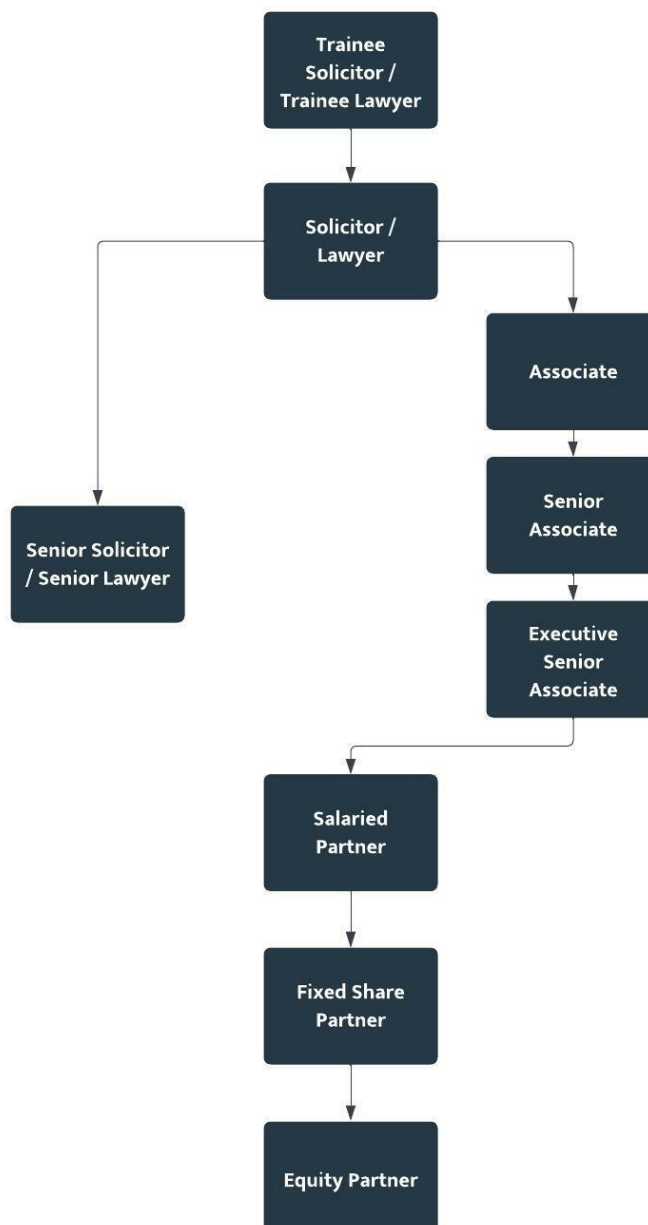 Trainee
Solicitor /
Trainee Lawyer
Solicitor /
Lawyer
Associate
Senior
Associate
Senior Solicitor
/ Senior Lawyer
Executive
Senior
Associate
Salaried
Partner
Fixed Share
Partner
Equity Partner